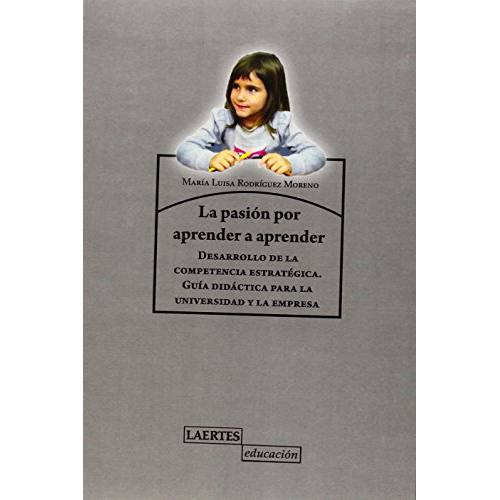 María Luisa Rodríguez Moreno
La pasión por
aprender a aprender
Desarrollo de la
competencia estratégica.
Guía didáctica para la
universidad y la empresa
LAERTES
educación